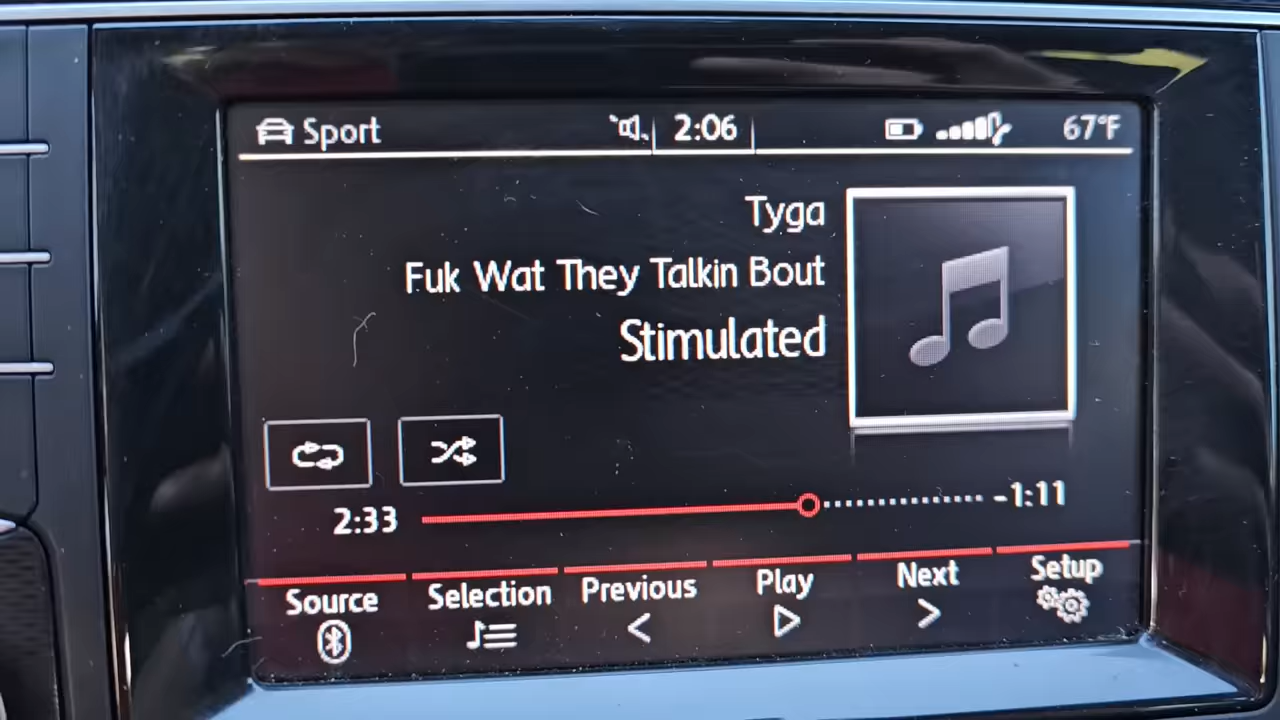 Sport
2:06
67°F
Tyga
Fuk Wat They Talkin Bout
Stimulated
2:33
-1:11
Source
Selection
Previous
Play
Next
Setup